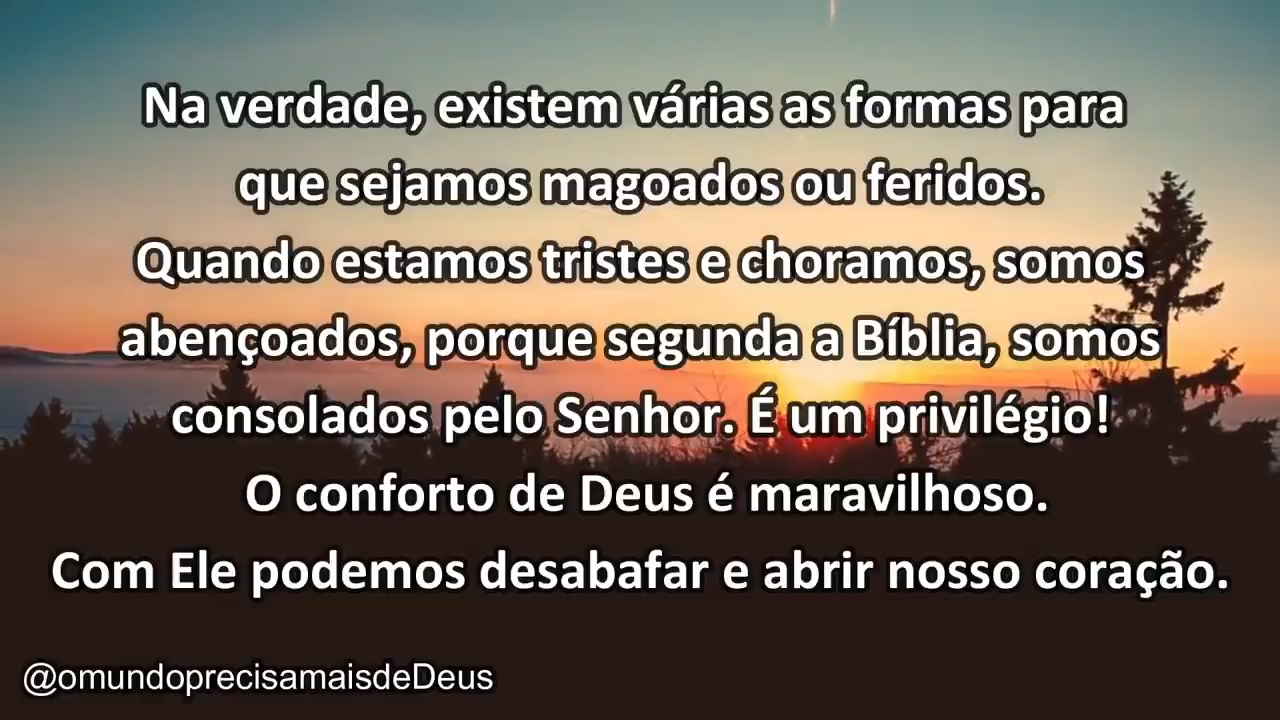 Na verdade, existem várias as formas para
que sejamos magoados ou feridos.
Quando estamos tristes e choramos, somos
abençoados, porque segunda a Bíblia, somos
consolados pelo Senhor. É um privilégio!
O conforto de Deus é maravilhoso.
Com Ele podemos desabafar e abrir nosso coração.
@omundoprecisamaisdeDeus